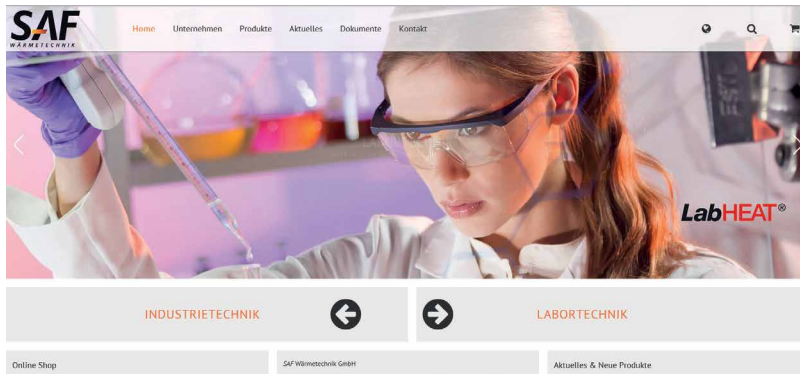 SAF
WÄRMETECHNIK
Home Unternehmen Produkte Aktuelles Dokumente Kontakt
LabHEAT®
INDUSTRIETECHNIK
LABORTECHNIK
Online Shop
SAF Wärmetechnik GmbH
Aktuelles & Neue Produkte